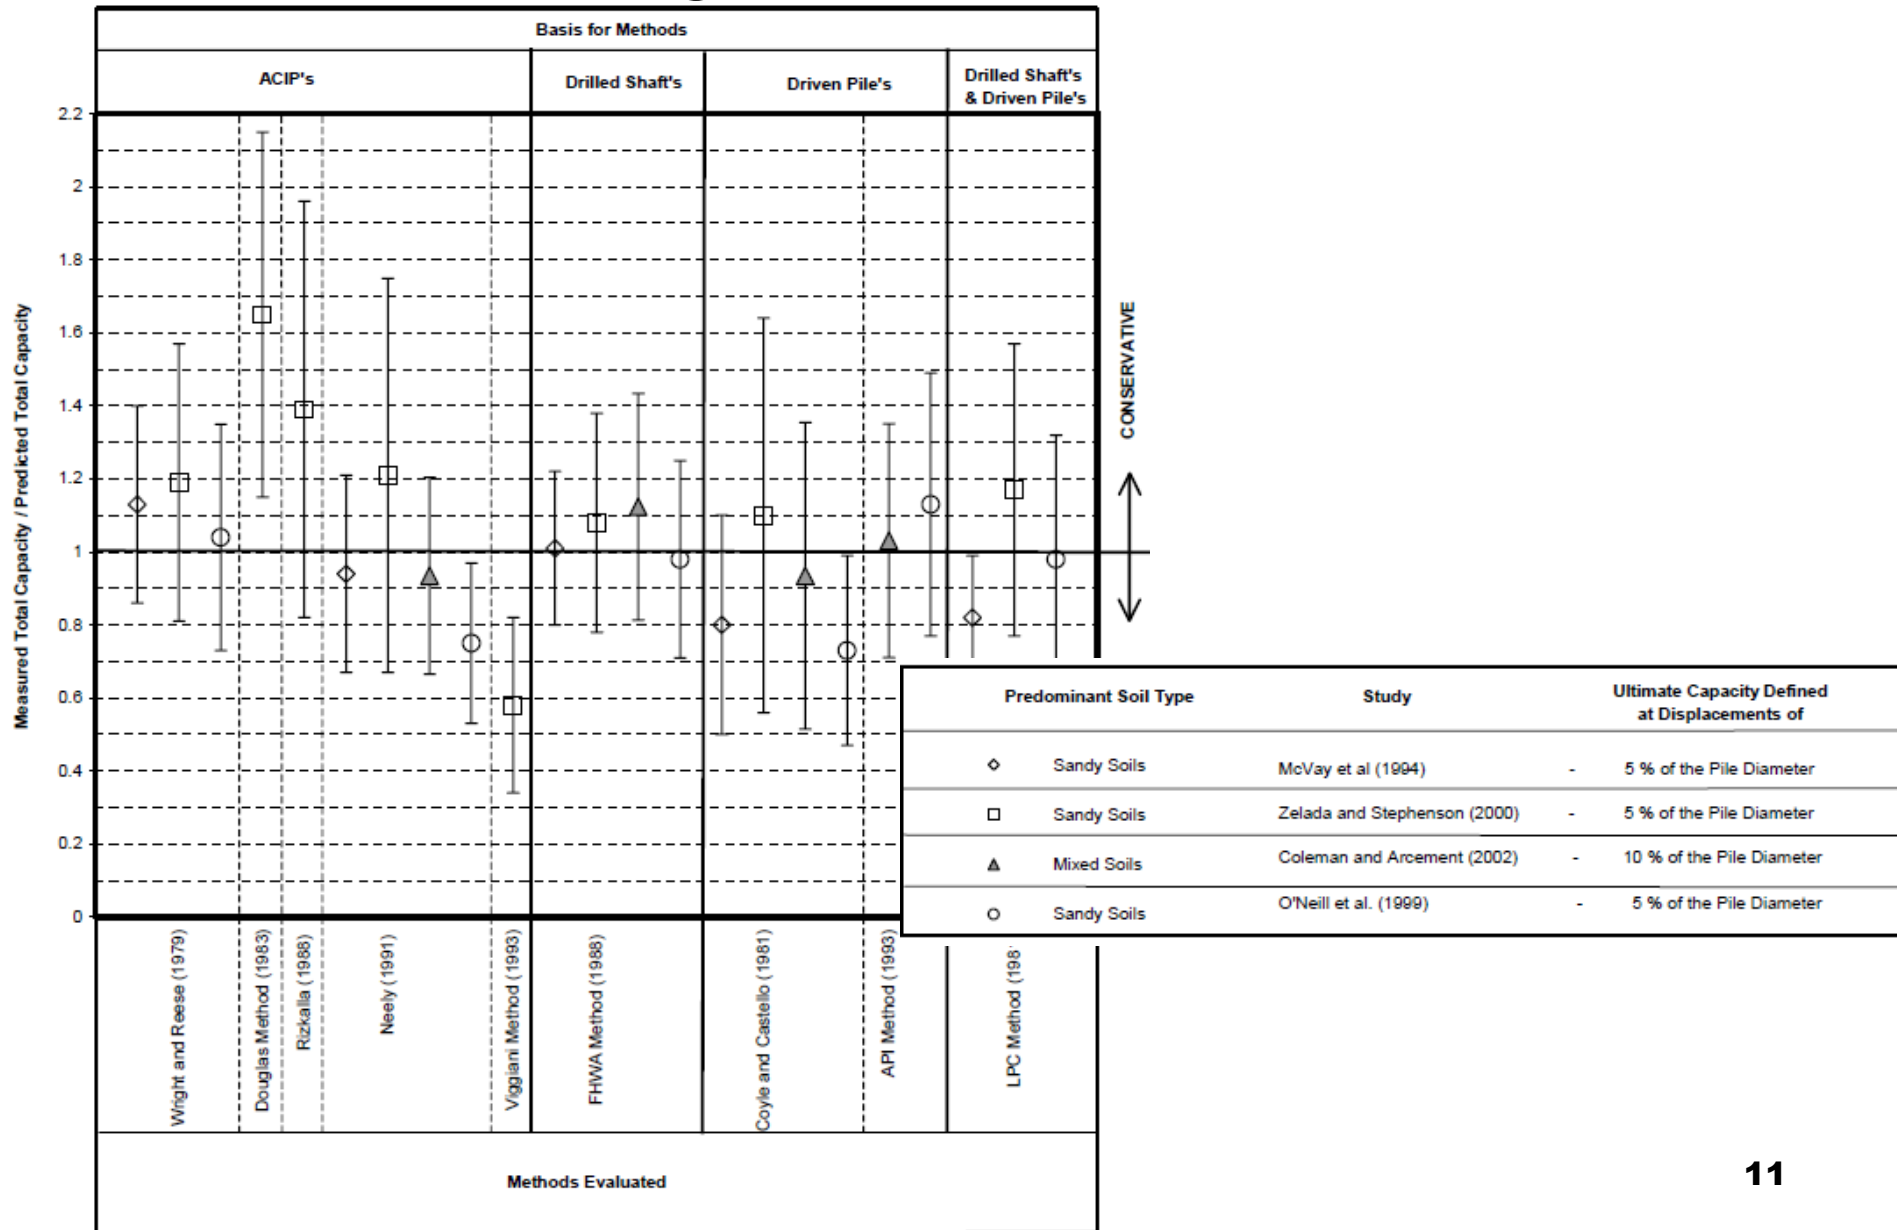 Basis for Methods
ACIP's
Drilled Shaft's
Driven Pile's
Drilled Shaft's
& Driven Pile's
2.2
2
1.8
1.6
1.4
1.2
1
0.8
0.6
0.4
0.2
0
Measured Total Capacity / Predicted Total Capacity
CONSERVATIVE
Predominant Soil Type Study Ultimate Capacity Defined
at Displacements of
Sandy Soils McVay et al (1994) - 5 % of the Pile Diameter
Sandy Soils Zelada and Stephenson (2000) - 5 % of the Pile Diameter
Mixed Soils Coleman and Arcement (2002) - 10 % of the Pile Diameter
Sandy Soils O'Neill et al. (1999) - 5 % of the Pile Diameter
Wright and Reese (1979)
Douglas Method (1983)
Rizkalla (1988)
Neely (1991)
Viggiani Method (1993)
FHWA Method (1988)
Coyle and Castello (1981)
API Method (1993)
LPC Method (198
Methods Evaluated
11